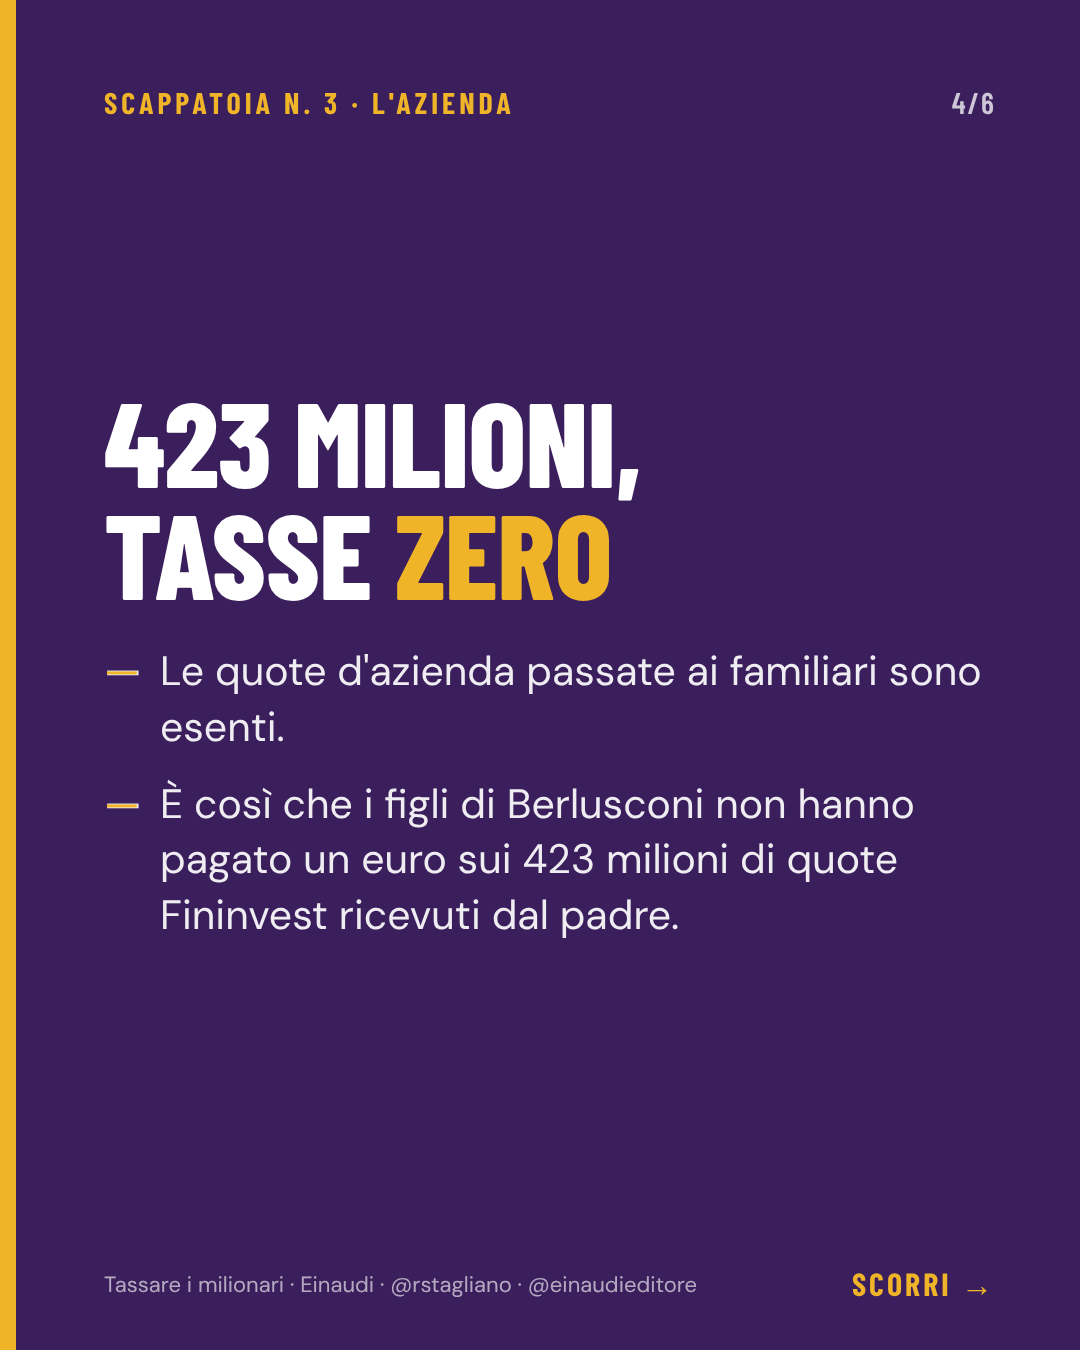 SCAPPATOIA N. 3 · L'AZIENDA
4/6
423 MILIONI,
TASSE ZERO
— Le quote d'azienda passate ai familiari sono
esenti.
— È così che i figli di Berlusconi non hanno
pagato un euro sui 423 milioni di quote
Fininvest ricevuti dal padre.
Tassare i milionari · Einaudi · @rstagliano · @einaudieditore
SCORRI →